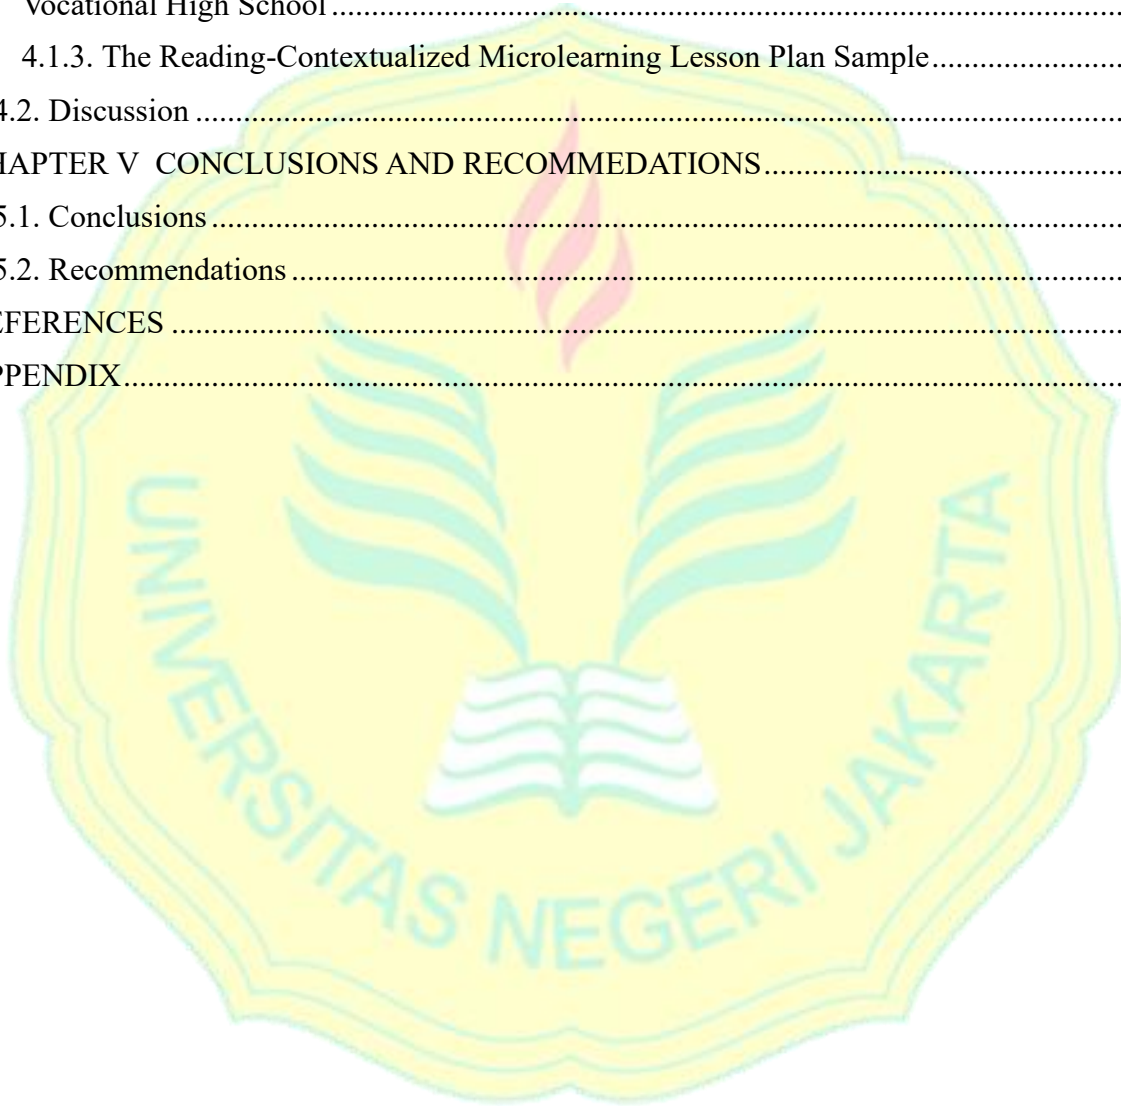 Vocational High School ........................................................
4.1.3. The Reading-Contextualized Microlearning Lesson Plan Sample ........................
4.2. Discussion ........................................................
HAPTER V CONCLUSIONS AND RECOMMEDATIONS ........................................
5.1. Conclusions ........................................................
5.2. Recommendations ........................................................
EFERENCES ........................................................
PPENDIX ........................................................
UNIVERSITAS NEGERI JAKARTA